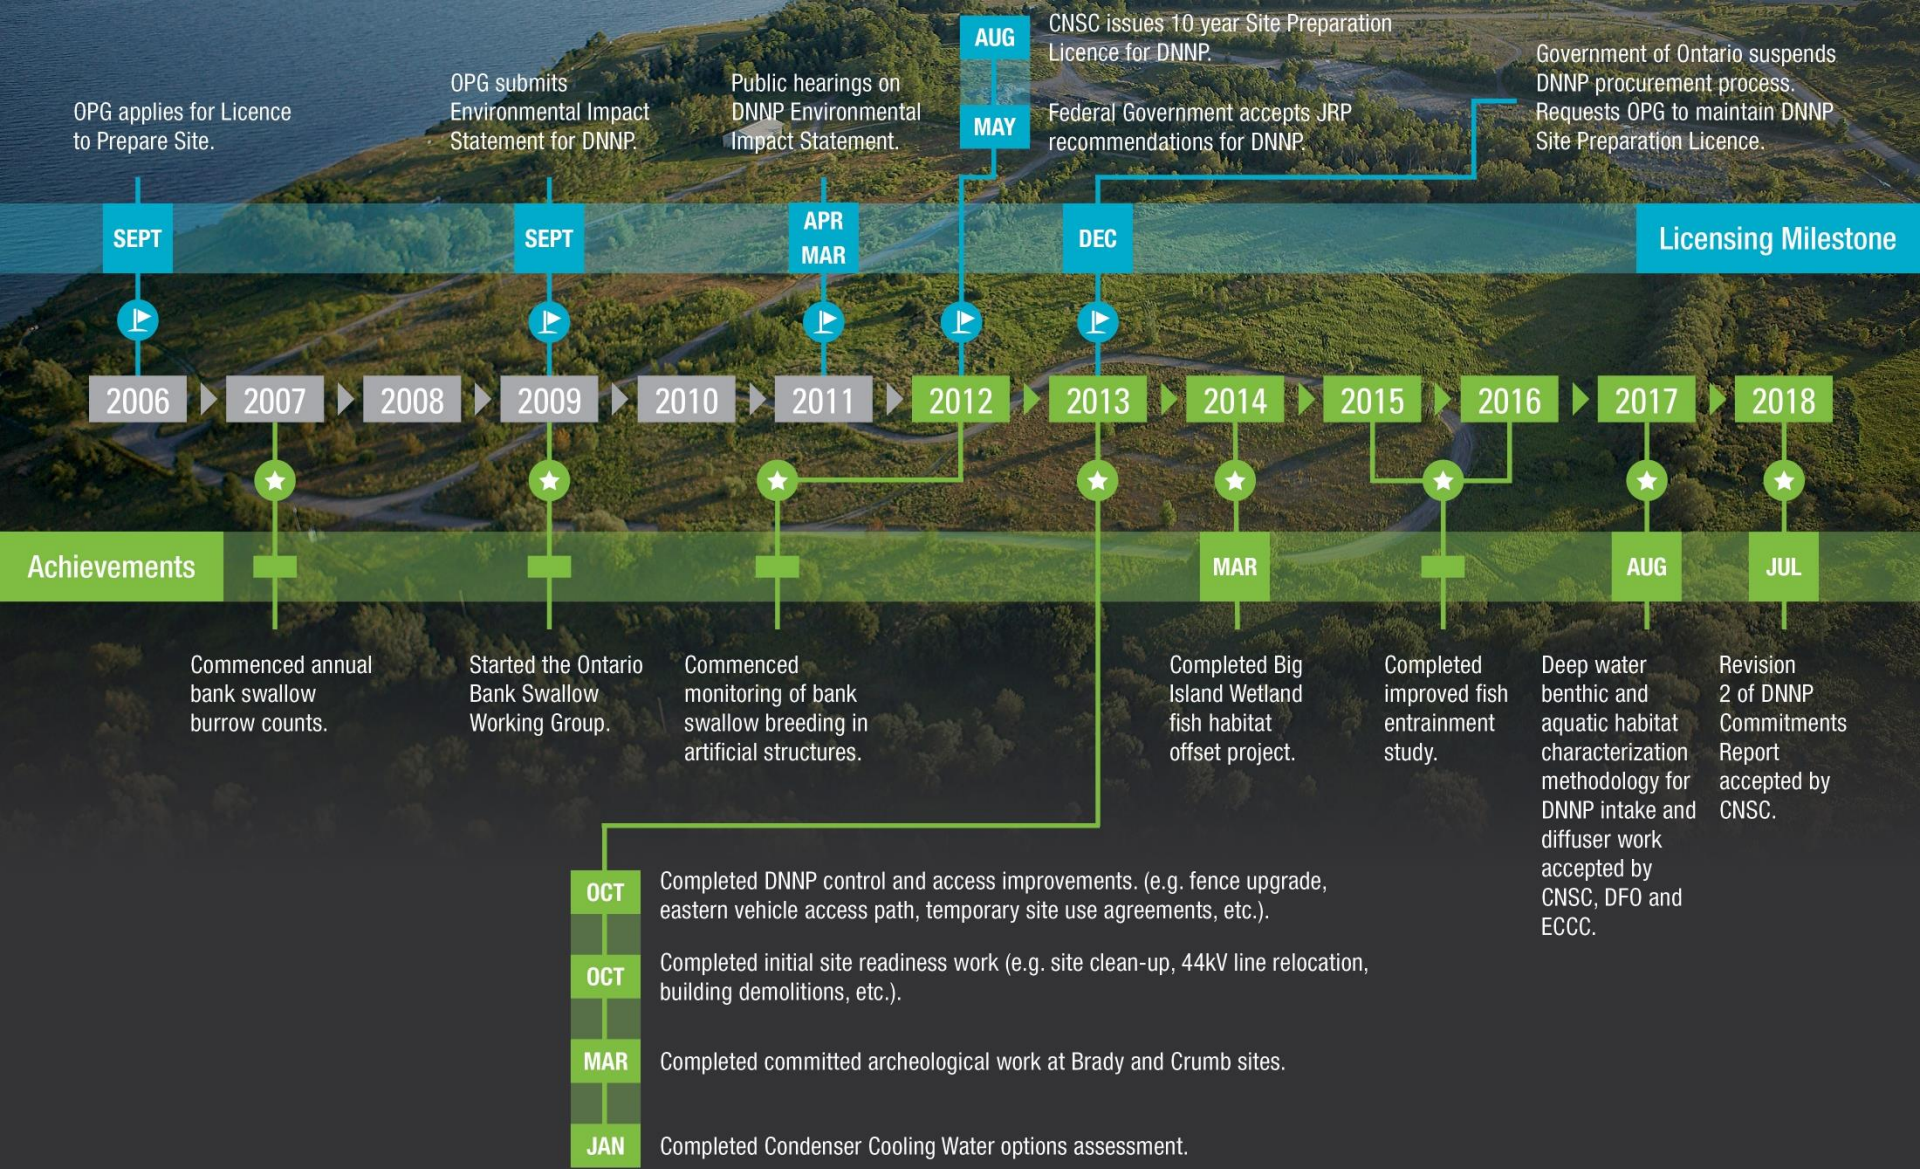 OPG applies for Licence
to Prepare Site.
OPG submits
Environmental Impact
Statement for DNNP.
Public hearings on
DNNP Environmental
Impact Statement.
AUG
CNSC issues 10 year Site Preparation
Licence for DNNP.
MAY
Federal Government accepts JRP
recommendations for DNNP.
Government of Ontario suspends
DNNP procurement process.
Requests OPG to maintain DNNP
Site Preparation Licence.
SEPT
SEPT
APR
MAR
DEC
Licensing Milestone
2006
2007
2008
2009
2010
2011
2012
2013
2014
2015
2016
2017
2018
Achievements
MAR
AUG
JUL
Commenced annual
bank swallow
burrow counts.
Started the Ontario
Bank Swallow
Working Group.
Commenced
monitoring of bank
swallow breeding in
artificial structures.
Completed Big
Island Wetland
fish habitat
offset project.
Completed
improved fish
entrainment
study.
Deep water
benthic and
aquatic habitat
characterization
methodology for
DNNP intake and
diffuser work
accepted by
CNSC, DFO and
ECCC.
Revision
2 of DNNP
Commitments
Report
accepted by
CNSC.
OCT
Completed DNNP control and access improvements. (e.g. fence upgrade,
eastern vehicle access path, temporary site use agreements, etc.).
OCT
Completed initial site readiness work (e.g. site clean-up, 44kV line relocation,
building demolitions, etc.).
MAR
Completed committed archeological work at Brady and Crumb sites.
JAN
Completed Condenser Cooling Water options assessment.